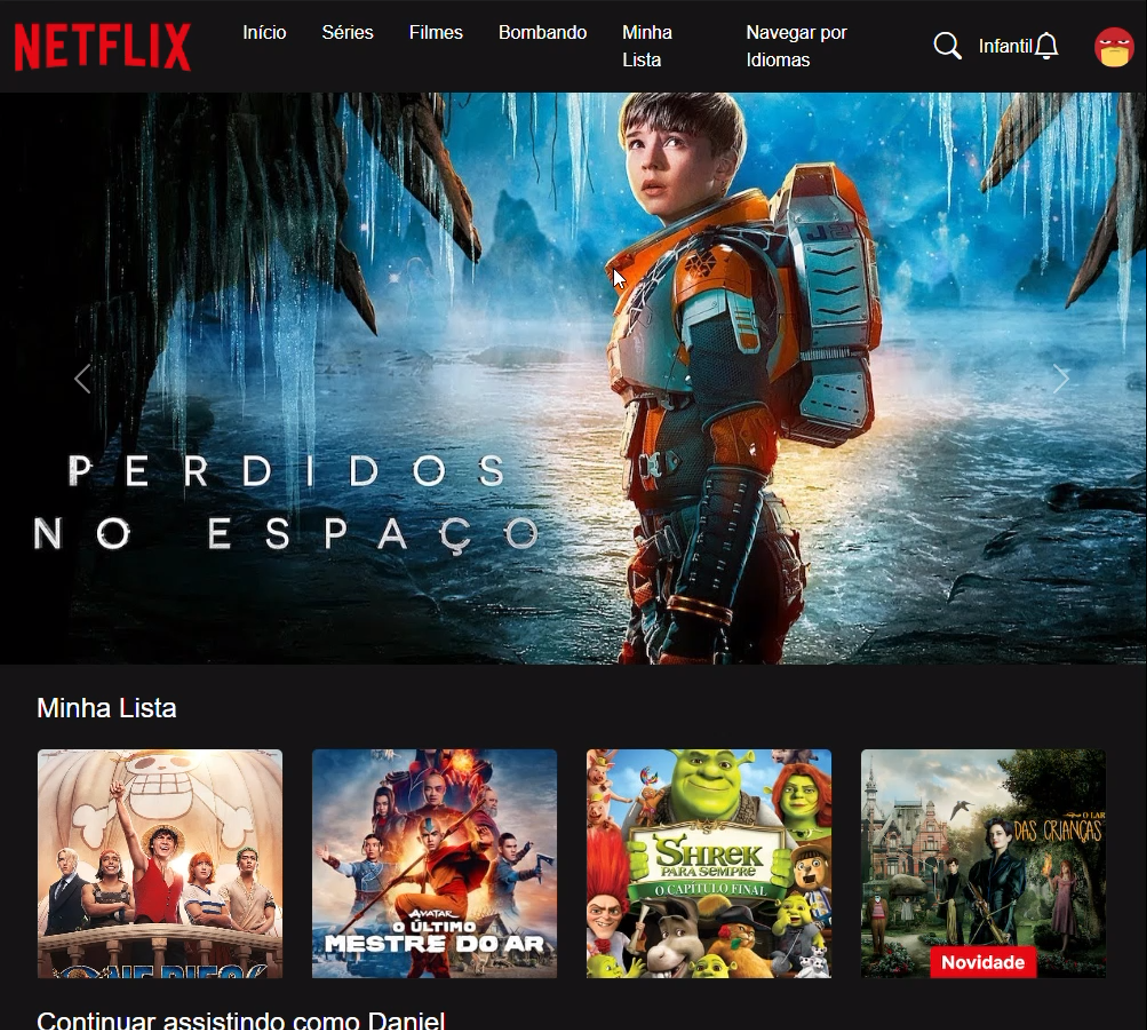 NETFLIX
Início
Séries
Filmes
Bombando
Minha
Lista
Navegar por
Idiomas
Infantil
PERDIDOS
NO ESPAÇO
Minha Lista
ONE PIECE
AVATAR
O ÚLTIMO
MESTRE DO AR
SHREK
PARA SEMPRE
O CAPÍTULO FINAL
O LAR
DAS CRIANÇAS
Novidade
Continuar assistindo como Daniel